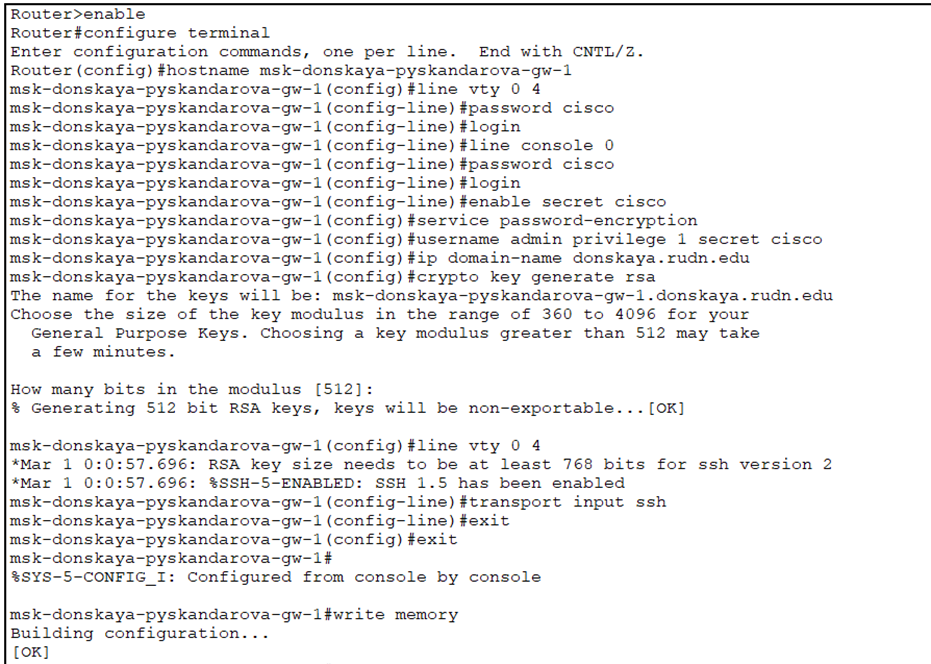 Router>enable
Router#configure terminal
Enter configuration commands, one per line.  End with CNTL/Z.
Router(config)#hostname msk-donskaya-pyskandarova-gw-1
msk-donskaya-pyskandarova-gw-1(config)#line vty 0 4
msk-donskaya-pyskandarova-gw-1(config-line)#password cisco
msk-donskaya-pyskandarova-gw-1(config-line)#login
msk-donskaya-pyskandarova-gw-1(config-line)#line console 0
msk-donskaya-pyskandarova-gw-1(config-line)#password cisco
msk-donskaya-pyskandarova-gw-1(config-line)#login
msk-donskaya-pyskandarova-gw-1(config-line)#enable secret cisco
msk-donskaya-pyskandarova-gw-1(config)#service password-encryption
msk-donskaya-pyskandarova-gw-1(config)#username admin privilege 1 secret cisco
msk-donskaya-pyskandarova-gw-1(config)#ip domain-name donskaya.rudn.edu
msk-donskaya-pyskandarova-gw-1(config)#crypto key generate rsa
The name for the keys will be: msk-donskaya-pyskandarova-gw-1.donskaya.rudn.edu
Choose the size of the key modulus in the range of 360 to 4096 for your
  General Purpose Keys. Choosing a key modulus greater than 512 may take
  a few minutes.

How many bits in the modulus [512]:
% Generating 512 bit RSA keys, keys will be non-exportable...[OK]

msk-donskaya-pyskandarova-gw-1(config)#line vty 0 4
*Mar 1 0:0:57.696: RSA key size needs to be at least 768 bits for ssh version 2
*Mar 1 0:0:57.696: %SSH-5-ENABLED: SSH 1.5 has been enabled
msk-donskaya-pyskandarova-gw-1(config-line)#transport input ssh
msk-donskaya-pyskandarova-gw-1(config-line)#exit
msk-donskaya-pyskandarova-gw-1(config)#exit
msk-donskaya-pyskandarova-gw-1#
%SYS-5-CONFIG_I: Configured from console by console

msk-donskaya-pyskandarova-gw-1#write memory
Building configuration...
[OK]